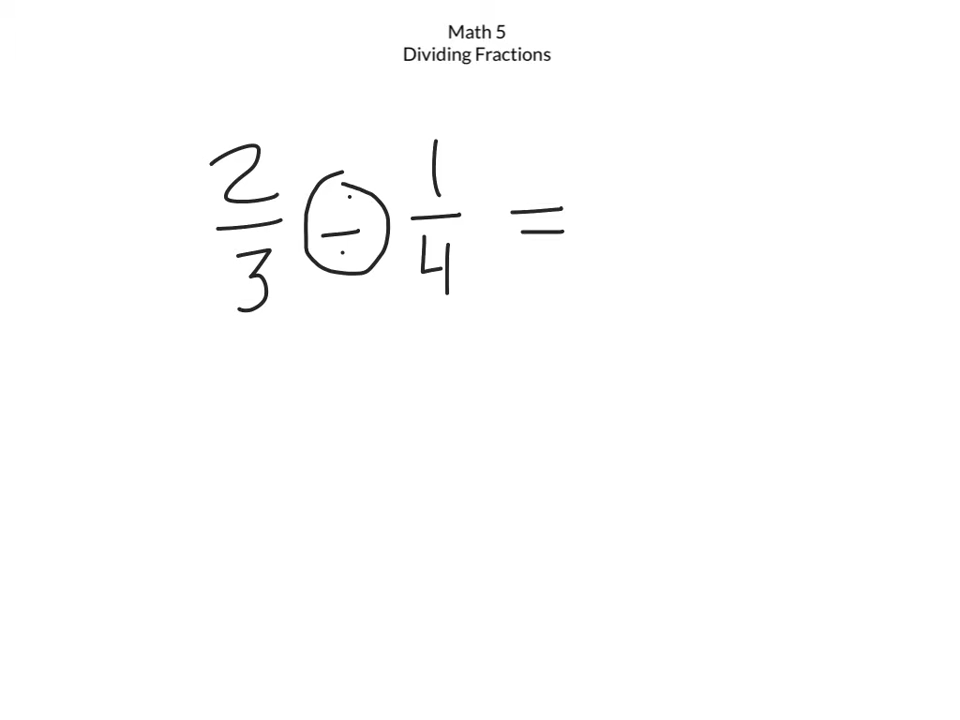 Math 5
Dividing Fractions
2/3 ÷ 1/4 =